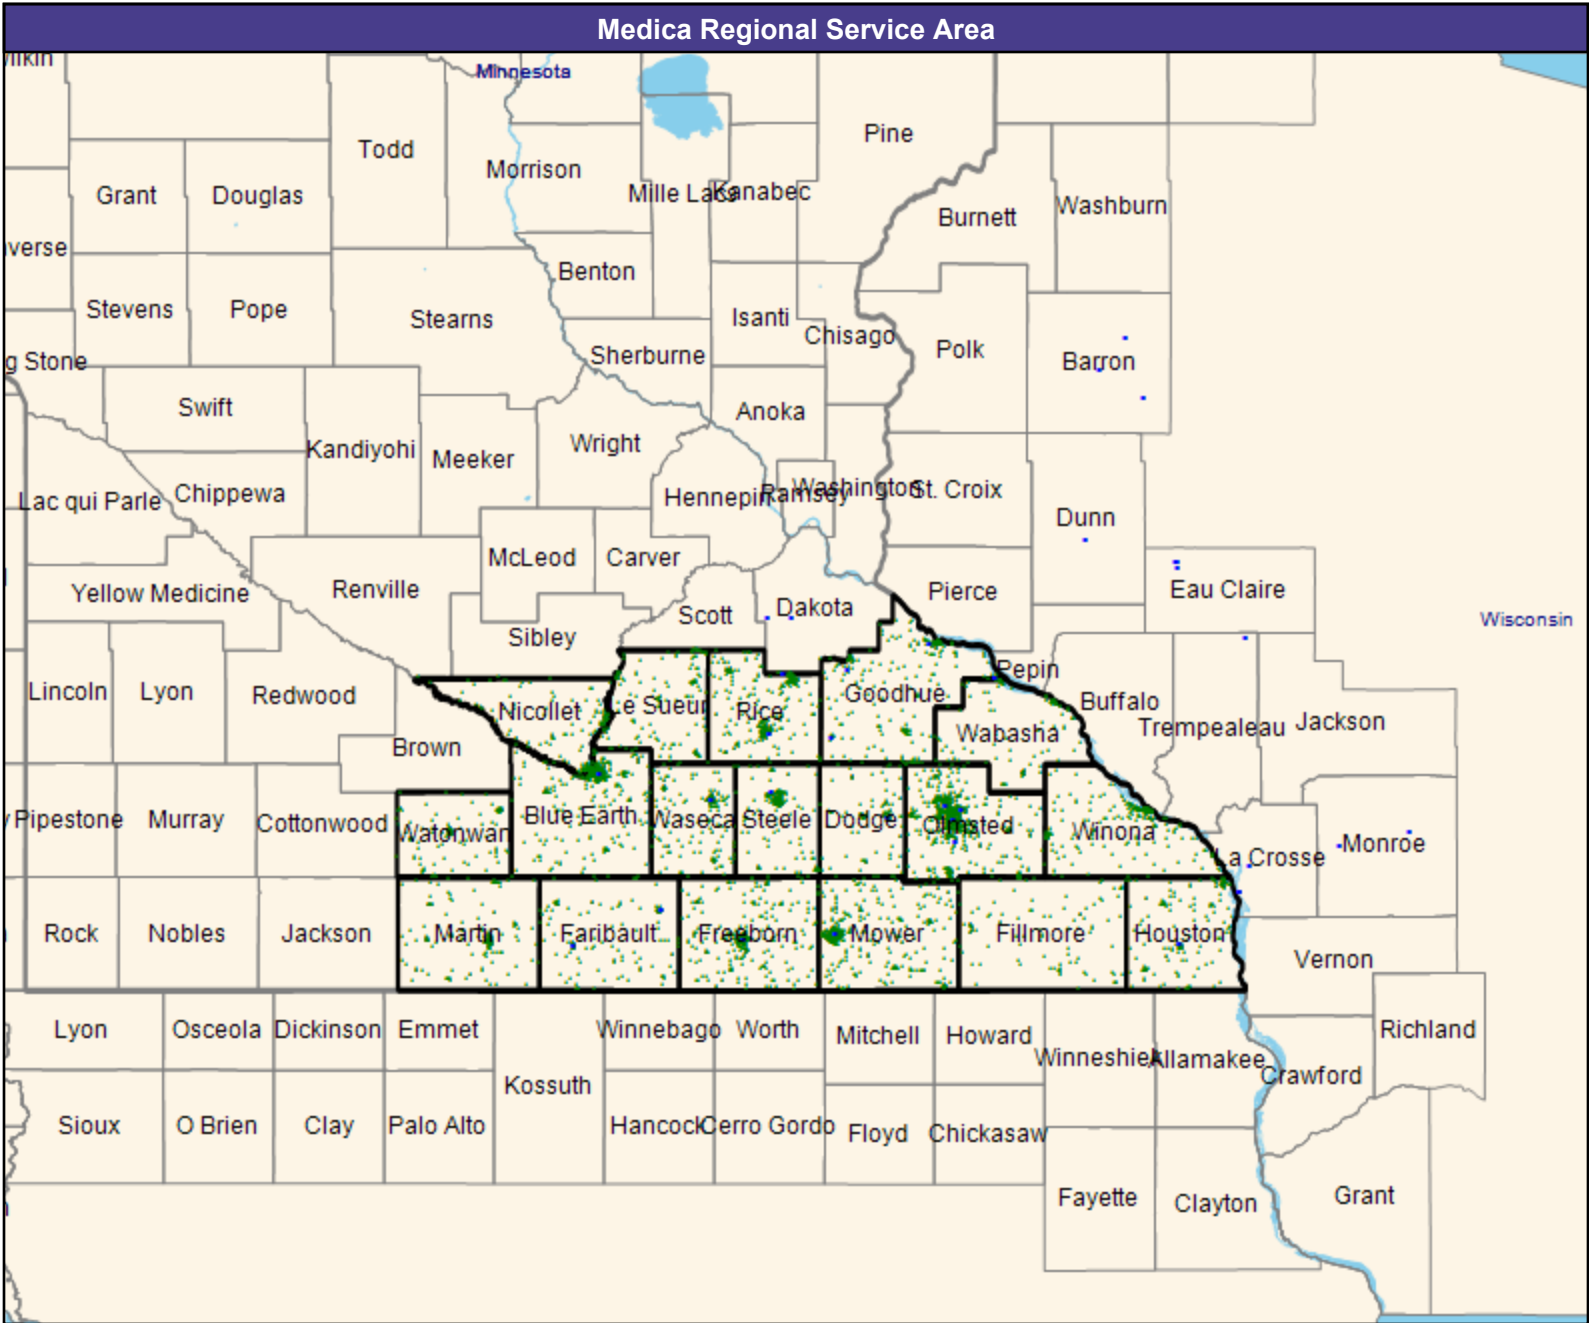 Medica Regional Service Area
ilkin
Minnesota
Pine
Todd
Morrison
Mille Lacs
Kanabec
Grant
Douglas
Burnett
Washburn
verse
Benton
Stevens
Pope
Stearns
Isanti
Chisago
Sherburne
Polk
Barron
g Stone
Swift
Anoka
Kandiyohi
Meeker
Wright
Lac qui Parle
Chippewa
Hennepin
Ramsey
Washington
St. Croix
Dunn
McLeod
Carver
Yellow Medicine
Renville
Scott
Dakota
Pierce
Eau Claire
Wisconsin
Sibley
Lincoln
Lyon
Redwood
Nicollet
Le Sueur
Rice
Goodhue
Pepin
Buffalo
Trempealeau
Jackson
Brown
Wabasha
Pipestone
Murray
Cottonwood
Watonwan
Blue Earth
Waseca
Steele
Dodge
Olmsted
Winona
La Crosse
Monroe
Rock
Nobles
Jackson
Martin
Faribault
Freeborn
Mower
Fillmore
Houston
Vernon
Lyon
Osceola
Dickinson
Emmet
Winnebago
Worth
Mitchell
Howard
Winneshiek
Allamakee
Richland
Crawford
Kossuth
Sioux
O Brien
Clay
Palo Alto
Hancock
Cerro Gordo
Floyd
Chickasaw
Fayette
Clayton
Grant